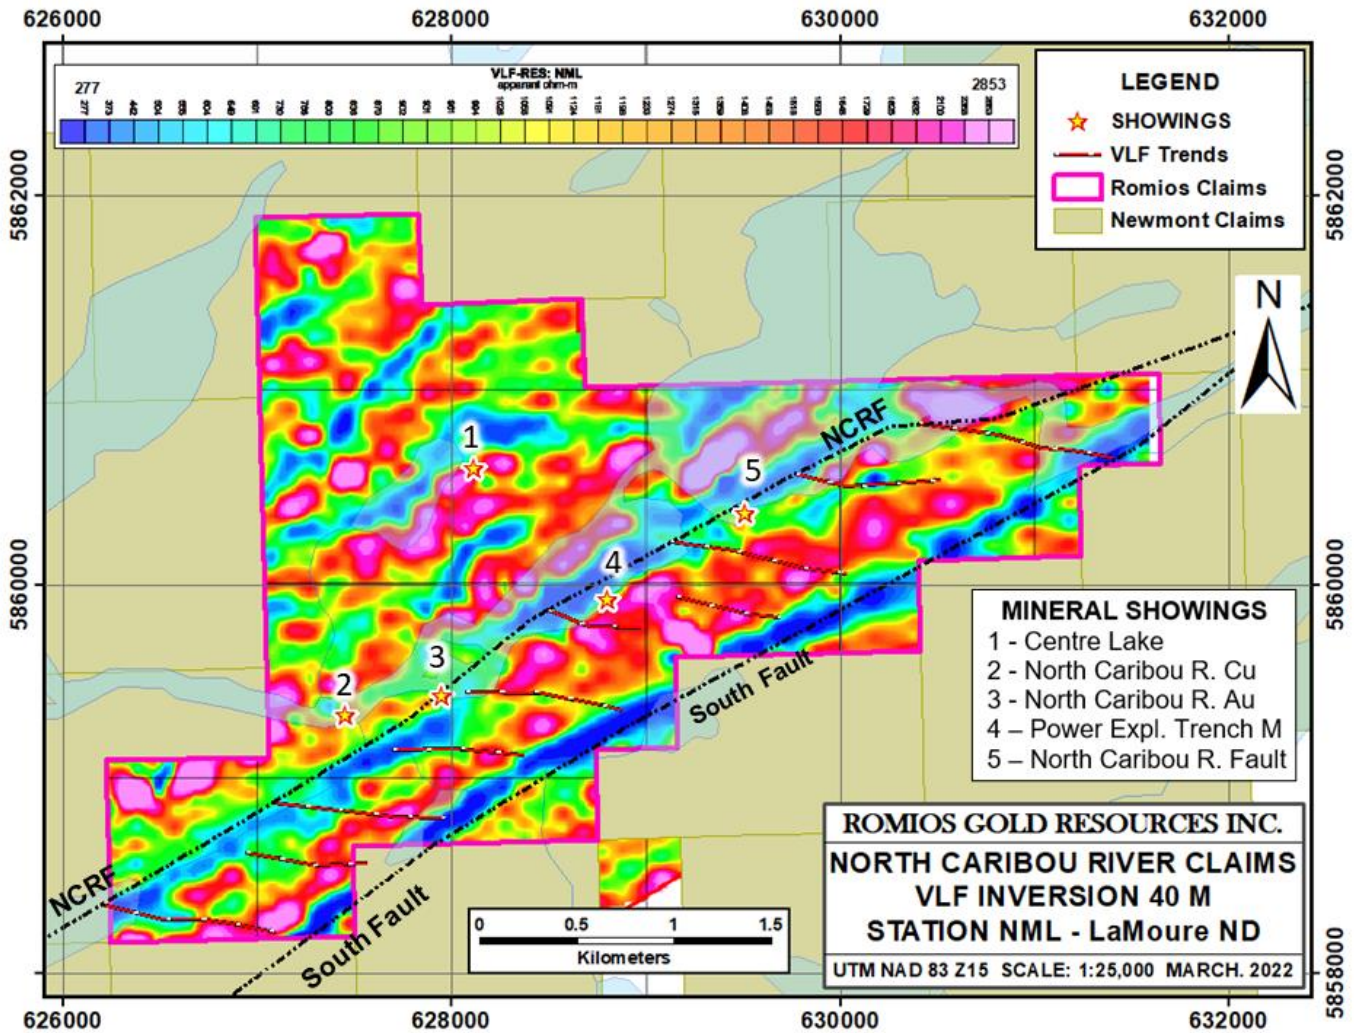 626000 628000 630000 632000
VLF-RES: NML
apparent ohm-m
277 2853
LEGEND
SHOWINGS
VLF Trends
Romios Claims
Newmont Claims
5862000 5862000
N
NCRF
1
5
4
3
2
5860000 5860000
South Fault
MINERAL SHOWINGS
1 - Centre Lake
2 - North Caribou R. Cu
3 - North Caribou R. Au
4 – Power Expl. Trench M
5 – North Caribou R. Fault
NCRF
South Fault
0 0.5 1 1.5
Kilometers
ROMIOS GOLD RESOURCES INC.
NORTH CARIBOU RIVER CLAIMS
VLF INVERSION 40 M
STATION NML - LaMoure ND
UTM NAD 83 Z15 SCALE: 1:25,000 MARCH. 2022
5858000
626000 628000 630000 632000